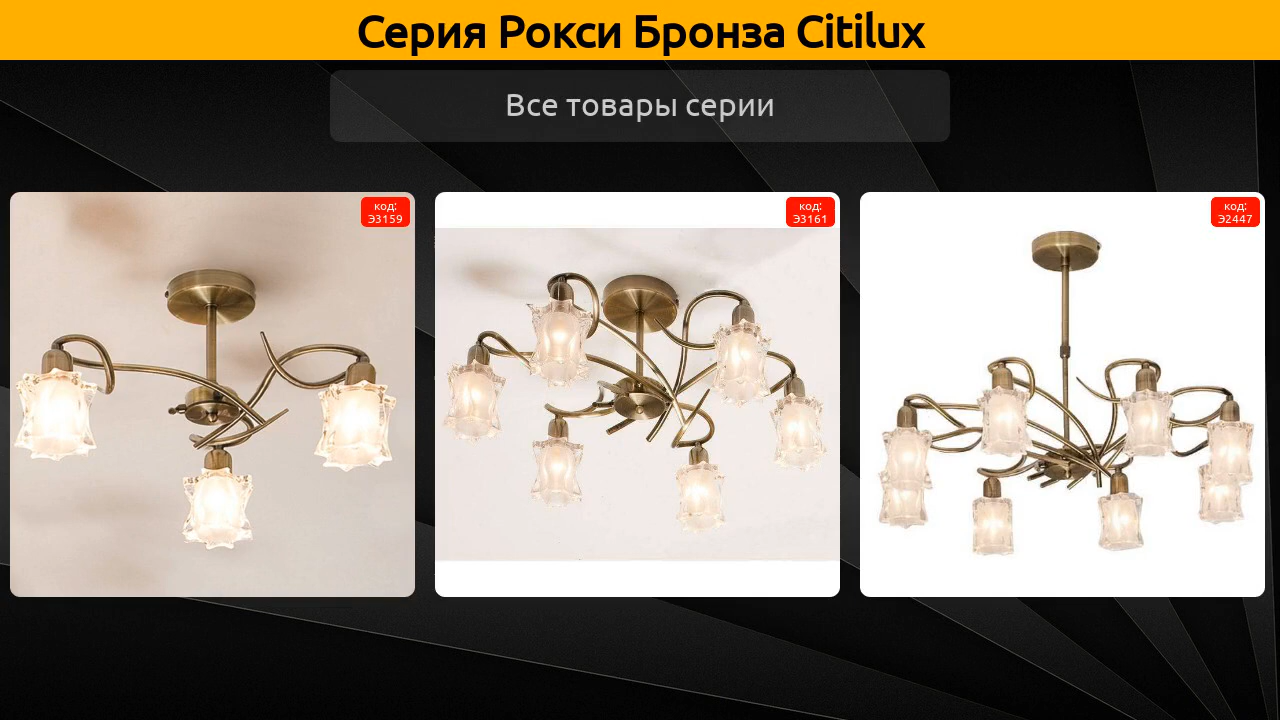 Серия Рокси Бронза Citilux
Все товары серии
код:
Э3159
код:
Э3161
код:
Э2447